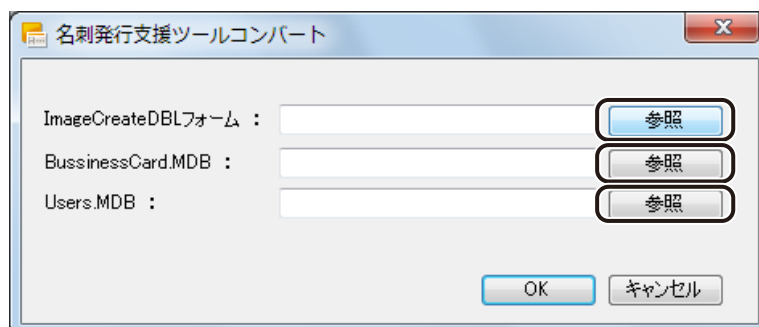 名刺発行支援ツールコンバート
ImageCreateDBLフォーム : 参照
BussinessCard.MDB : 参照
Users.MDB : 参照
OK キャンセル